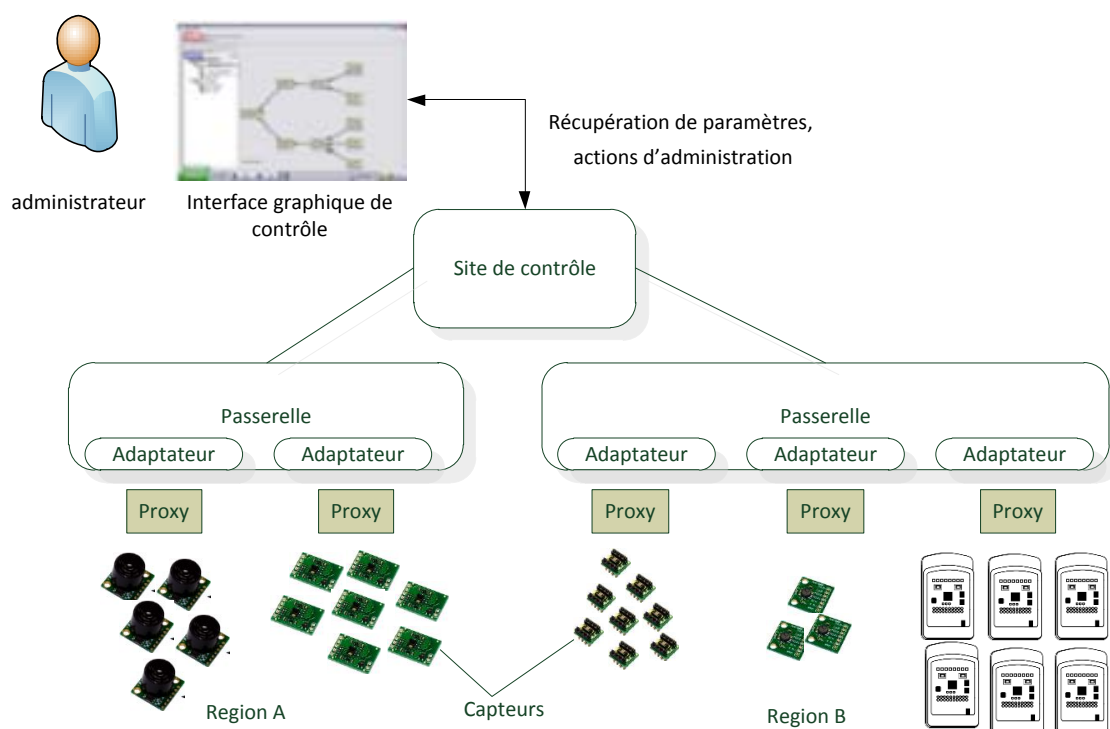 Récupération de paramètres,
actions d’administration
administrateur
Interface graphique de
contrôle
Site de contrôle
Passerelle
Passerelle
Adaptateur
Adaptateur
Adaptateur
Adaptateur
Adaptateur
Proxy
Proxy
Proxy
Proxy
Proxy
Region A
Capteurs
Region B